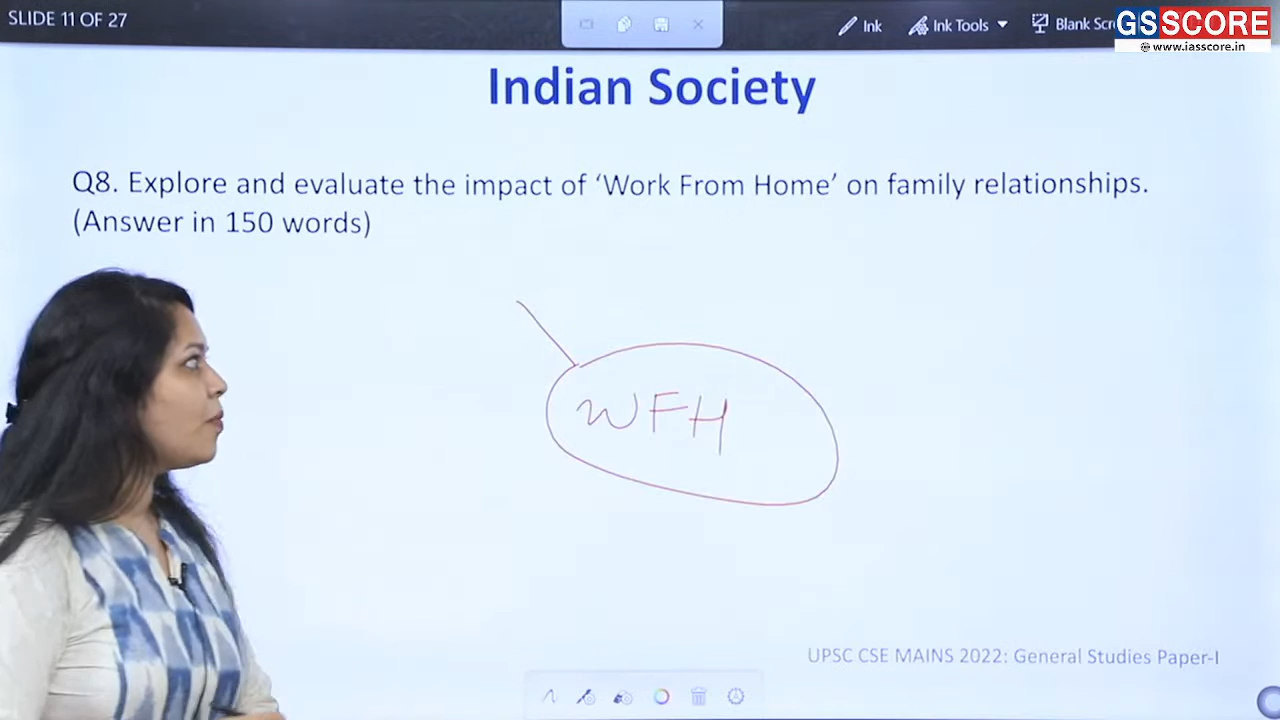 SLIDE 11 OF 27
Ink
Ink Tools
Blank Scr
GSSCORE
www.iasscore.in
Indian Society
Q8. Explore and evaluate the impact of ‘Work From Home’ on family relationships.
(Answer in 150 words)
WFH
UPSC CSE MAINS 2022: General Studies Paper-I